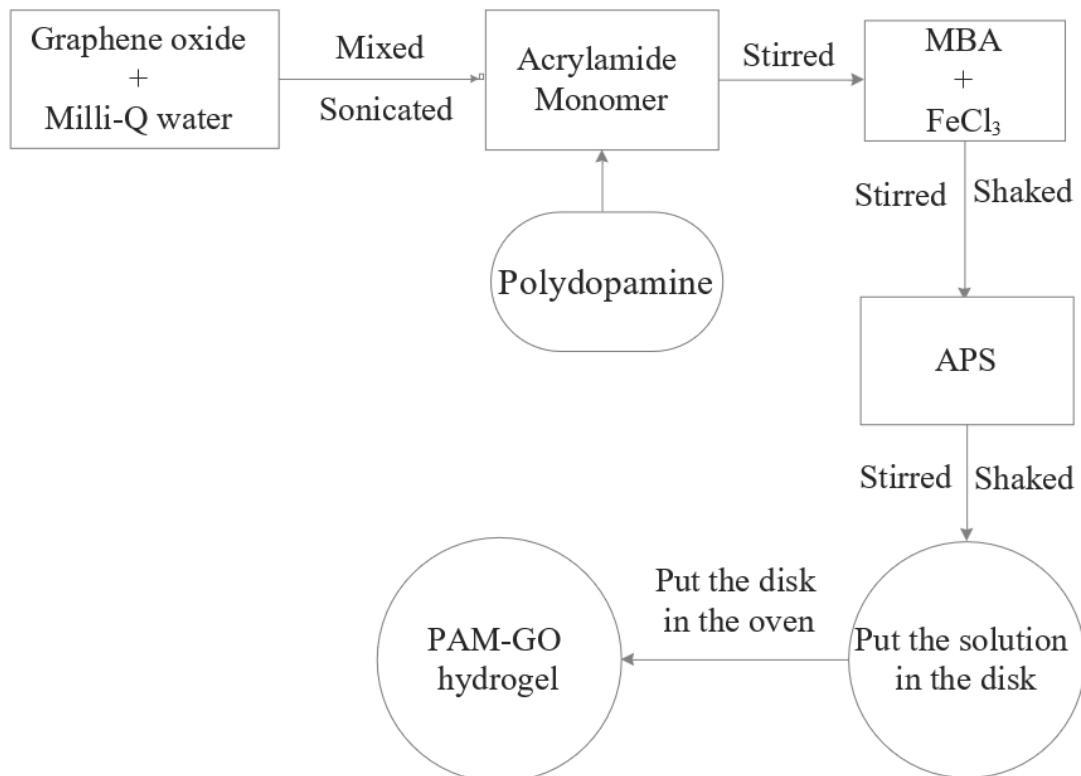 Graphene oxide
+
Milli-Q water
Mixed
Sonicated
Acrylamide
Monomer
Stirred
MBA
+
FeCl₃
Polydopamine
Stirred
Shaked
APS
Stirred
Shaked
Put the solution
in the disk
Put the disk
in the oven
PAM-GO
hydrogel